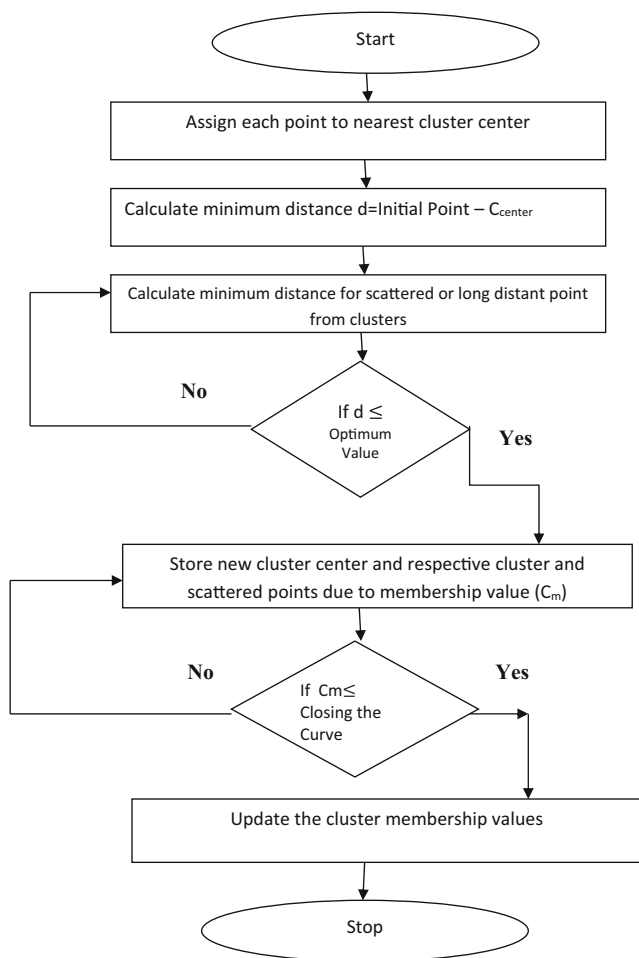 Start
Assign each point to nearest cluster center
Calculate minimum distance d=Initial Point – Ccenter
Calculate minimum distance for scattered or long distant point
from clusters
No
If d ≤
Optimum
Value
Yes
Store new cluster center and respective cluster and
scattered points due to membership value (Cm)
No
Yes
If Cm≤
Closing the
Curve
Update the cluster membership values
Stop